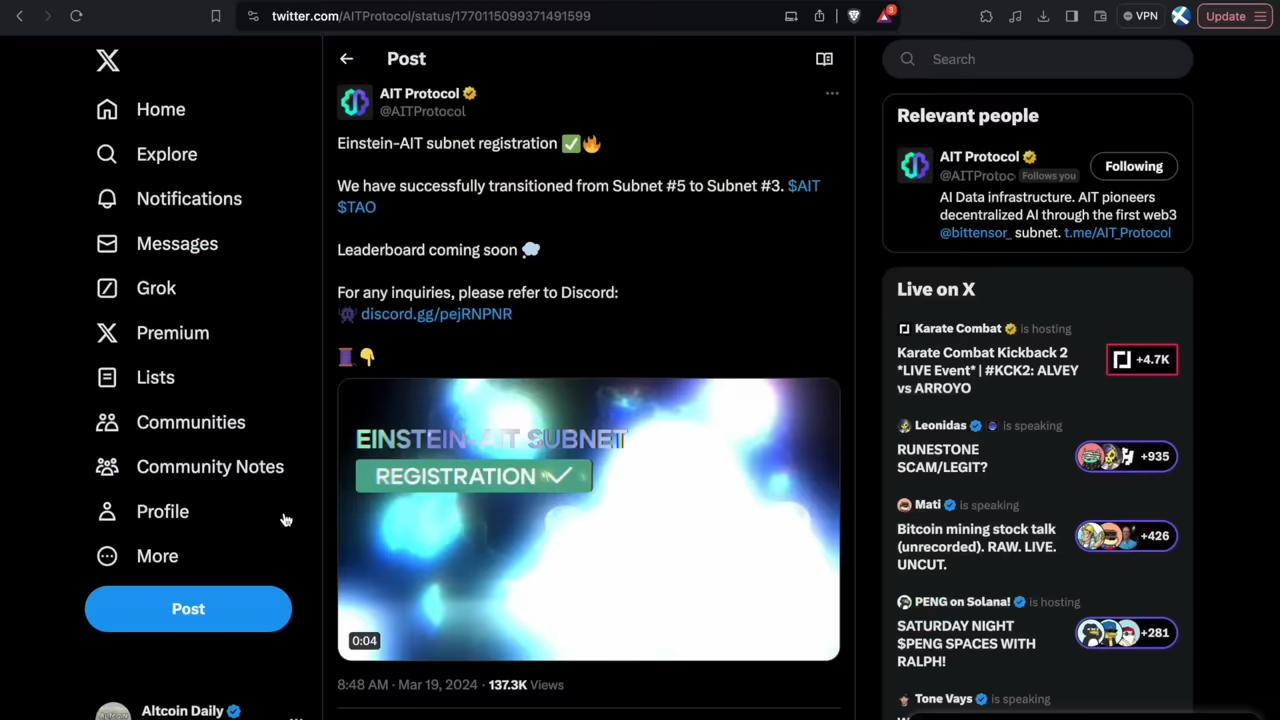 twitter.com/AITProtocol/status/1770115099371491599
3
VPN
Update
Home
Explore
Notifications
Messages
Grok
Premium
Lists
Communities
Community Notes
Profile
More
Post
Altcoin Daily
Post
AIT Protocol
@AITProtocol
Einstein-AIT subnet registration ✅🔥
We have successfully transitioned from Subnet #5 to Subnet #3. $AIT
$TAO
Leaderboard coming soon 💭
For any inquiries, please refer to Discord:
👾 discord.gg/pejRNPNR
🧵👇
EINSTEIN-AIT SUBNET
REGISTRATION ✓
0:04
8:48 AM · Mar 19, 2024 · 137.3K Views
Search
Relevant people
AIT Protocol
@AITProtoc Follows you
Following
AI Data infrastructure. AIT pioneers
decentralized AI through the first web3
@bittensor_ subnet. t.me/AIT_Protocol
Live on X
Karate Combat is hosting
Karate Combat Kickback 2
*LIVE Event* | #KCK2: ALVEY
vs ARROYO
+4.7K
Leonidas is speaking
RUNESTONE
SCAM/LEGIT?
+935
Mati is speaking
Bitcoin mining stock talk
(unrecorded). RAW. LIVE.
UNCUT.
+426
PENG on Solana! is hosting
SATURDAY NIGHT
$PENG SPACES WITH
RALPH!
+281
Tone Vays is speaking